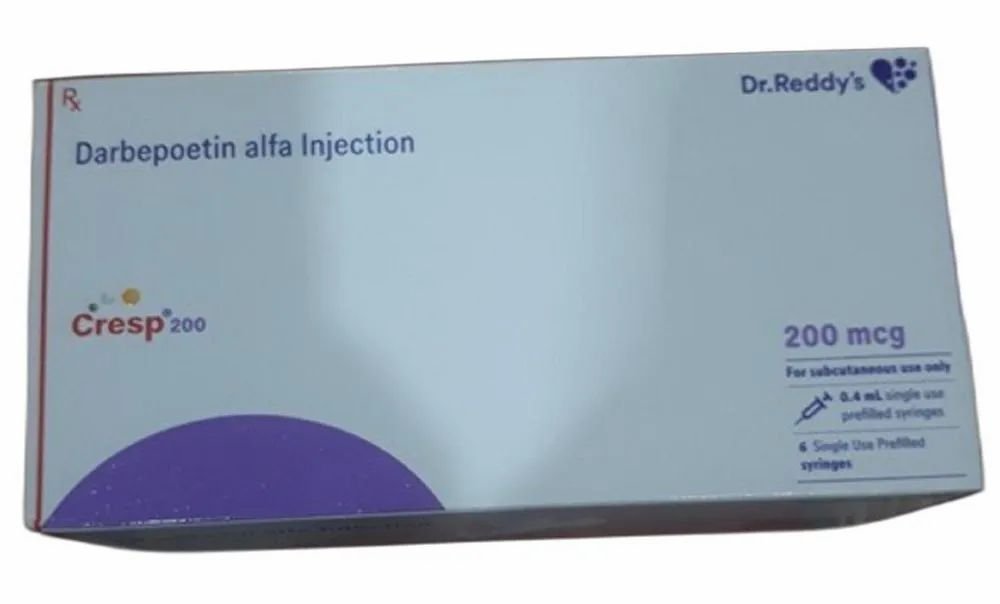 Rx
Dr.Reddy's
Darbepoetin alfa Injection
Cresp® 200
200 mcg
For subcutaneous use only
0.4 mL single use
prefilled syringes
6 Single Use Prefilled
syringes